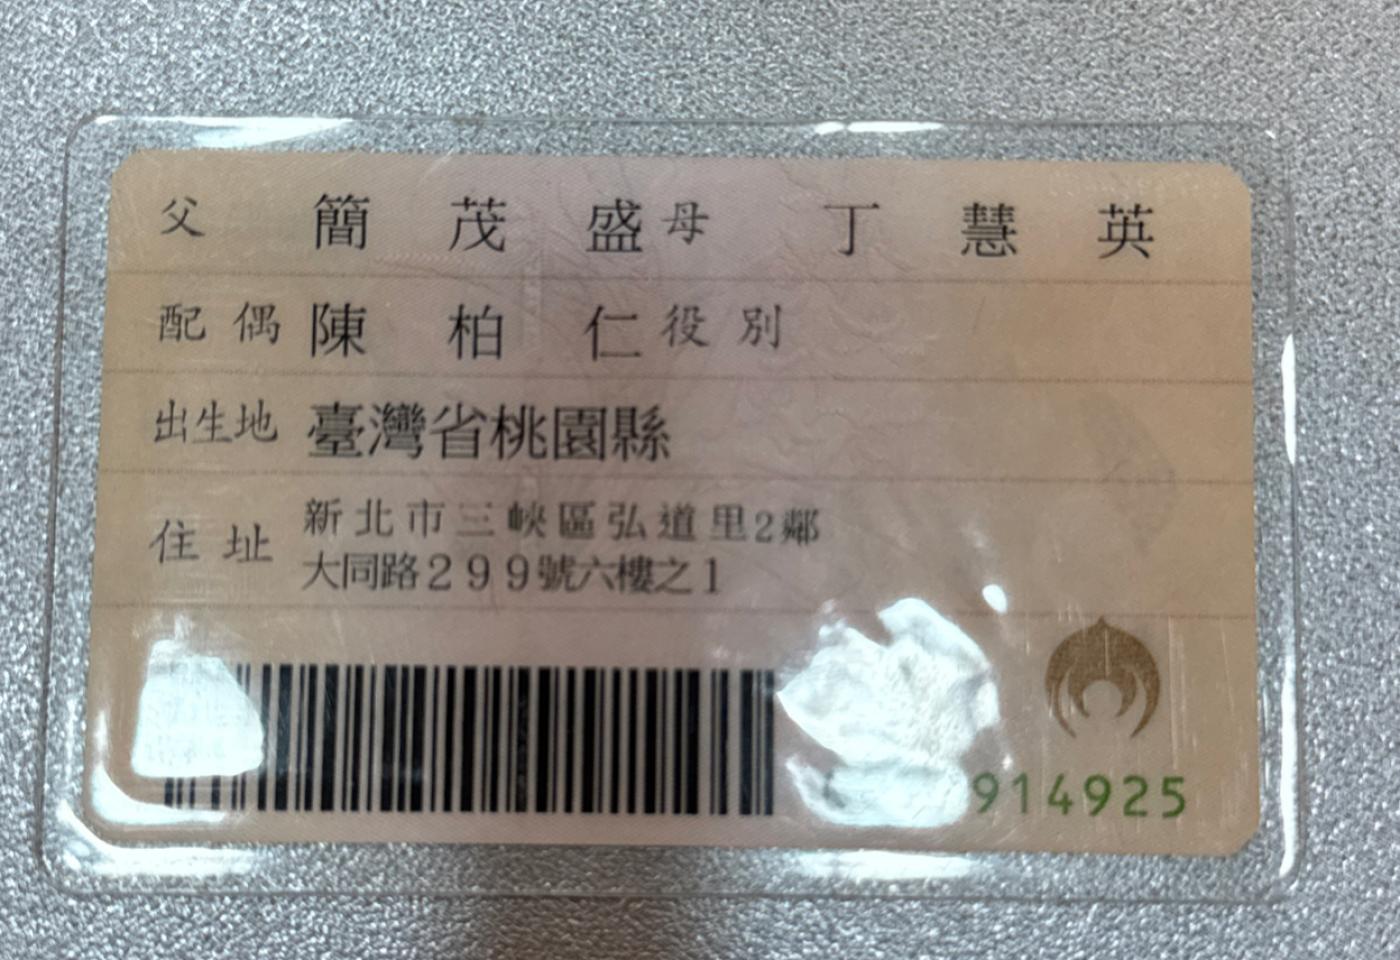 父 簡茂盛 母 丁慧英
配偶 陳柏仁 役別
出生地 臺灣省桃園縣
住址 新北市三峽區弘道里2鄰
大同路299號六樓之1
914925